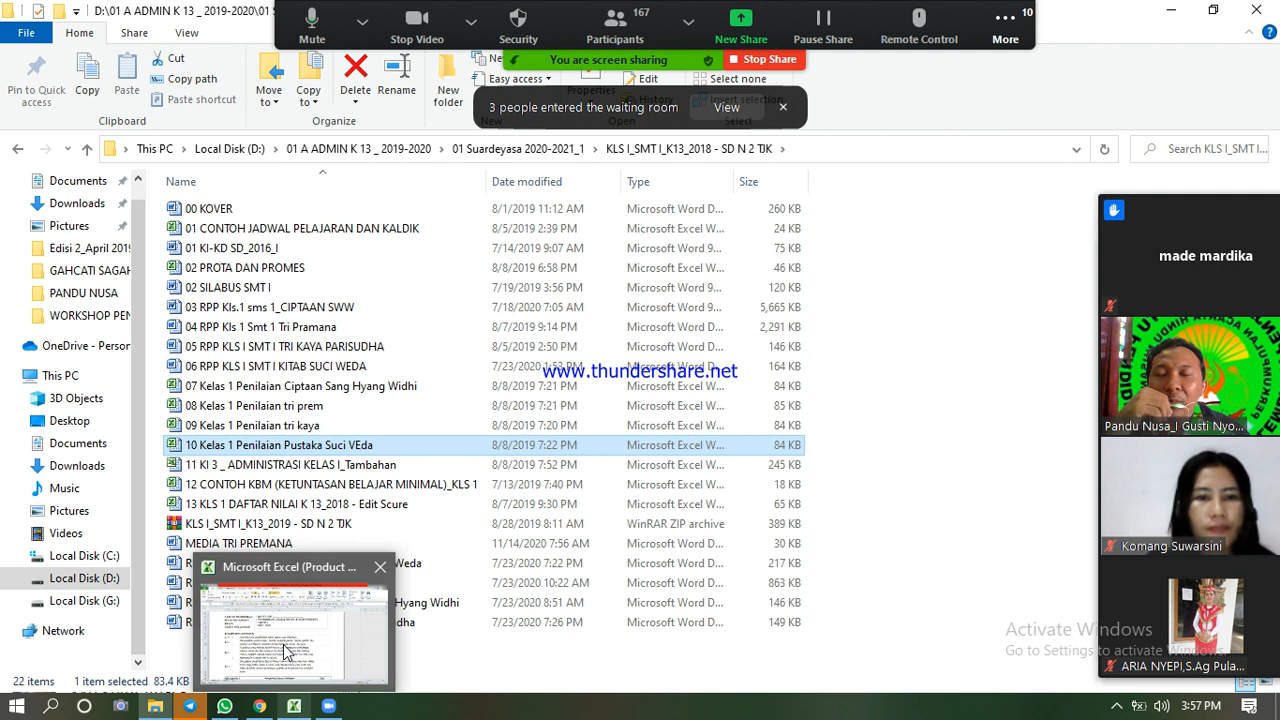 D:\01 A ADMIN K 13 _ 2019-2020\01 S
File Home Share View
Mute Stop Video Security 167 Participants New Share Pause Share Remote Control 10 More
You are screen sharing Stop Share
3 people entered the waiting room View
Pin to Quick access Copy Paste Cut Copy path Paste shortcut
Move to Copy to Delete Rename New folder
Easy access Properties Edit History Select none Invert selection
Clipboard Organize New Open Select
This PC Local Disk (D:) 01 A ADMIN K 13 _ 2019-2020 01 Suardeyasa 2020-2021_1 KLS I_SMT I_K13_2018 - SD N 2 TJK Search KLS I_SMT I...
Name Date modified Type Size
00 KOVER 8/1/2019 11:12 AM Microsoft Word D... 260 KB
01 CONTOH JADWAL PELAJARAN DAN KALDIK 8/5/2019 2:39 PM Microsoft Excel W... 24 KB
01 KI-KD SD_2016_I 7/14/2019 9:07 AM Microsoft Word 9... 75 KB
02 PROTA DAN PROMES 8/8/2019 6:58 PM Microsoft Excel W... 46 KB
02 SILABUS SMT I 7/19/2019 3:56 PM Microsoft Word 9... 120 KB
03 RPP Kls.1 sms 1_CIPTAAN SWW 7/18/2020 7:05 AM Microsoft Word 9... 5,665 KB
04 RPP Kls 1 Smt 1 Tri Pramana 8/7/2019 9:14 PM Microsoft Word D... 2,291 KB
05 RPP KLS I SMT I TRI KAYA PARISUDHA 8/5/2019 2:50 PM Microsoft Word D... 146 KB
06 RPP KLS I SMT I KITAB SUCI WEDA 7/23/2020 1:53 PM Microsoft Word D... 164 KB
www.thundershare.net
07 Kelas 1 Penilaian Ciptaan Sang Hyang Widhi 8/8/2019 7:21 PM Microsoft Excel W... 84 KB
08 Kelas 1 Penilaian tri prem 8/8/2019 7:21 PM Microsoft Excel W... 85 KB
09 Kelas 1 Penilaian tri kaya 8/8/2019 7:20 PM Microsoft Excel W... 84 KB
10 Kelas 1 Penilaian Pustaka Suci VEda 8/8/2019 7:22 PM Microsoft Excel W... 84 KB
11 KI 3 _ ADMINISTRASI KELAS I_Tambahan 8/8/2019 7:52 PM Microsoft Excel W... 245 KB
12 CONTOH KBM (KETUNTASAN BELAJAR MINIMAL)_KLS 1 7/13/2019 7:40 PM Microsoft Excel W... 18 KB
13 KLS 1 DAFTAR NILAI K 13_2018 - Edit Scure 8/7/2019 9:30 PM Microsoft Excel W... 65 KB
KLS I_SMT I_K13_2019 - SD N 2 TJK 8/28/2019 8:11 AM WinRAR ZIP archive 389 KB
MEDIA TRI PREMANA 11/14/2020 7:56 AM Microsoft Word D... 30 KB
Weda 7/23/2020 7:22 PM Microsoft Word D... 217 KB
7/23/2020 10:22 AM Microsoft Word D... 863 KB
Hyang Widhi 7/23/2020 8:51 AM Microsoft Word D... 146 KB
7/23/2020 7:26 PM Microsoft Word D... 149 KB
Documents
Downloads
Pictures
Edisi 2_April 2019
GAHCATI SAGAH
PANDU NUSA
WORKSHOP PEN
OneDrive - Person
This PC
3D Objects
Desktop
Documents
Downloads
Music
Pictures
Videos
Local Disk (C:)
Local Disk (D:)
Local Disk (G:)
Network
Microsoft Excel (Product ...
made mardika
Pandu Nusa_I Gusti Nyo...
Komang Suwarsini
ARIA NYEPI,S.Ag Pula...
Activate Windows
Go to Settings to activate Windows.
22 items 1 item selected 83.4 KB
3:57 PM